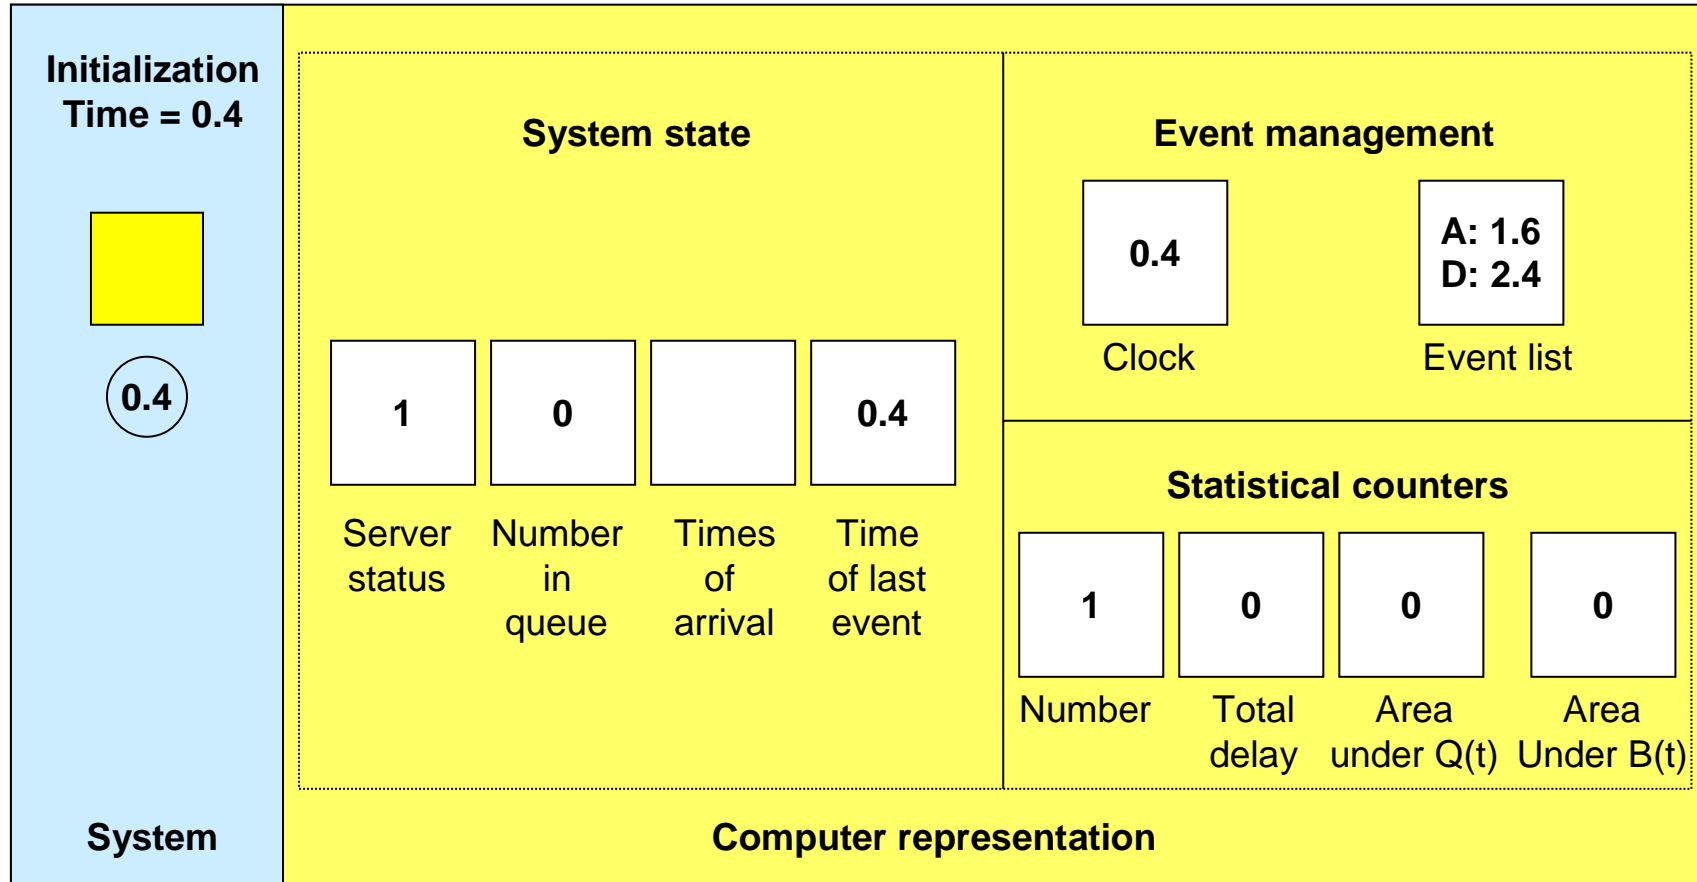 Initialization
Time = 0.4
0.4
System
System state
1
0
0.4
Server
status
Number
in
queue
Times
of
arrival
Time
of last
event
Event management
0.4
Clock
A: 1.6
D: 2.4
Event list
Statistical counters
1
0
0
0
Number
Total
delay
Area
under Q(t)
Area
Under B(t)
Computer representation